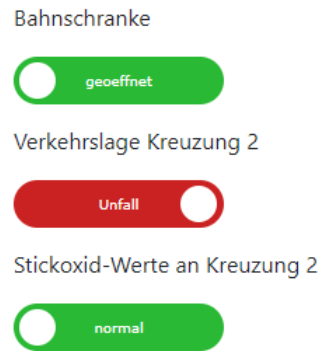 Bahnschranke
geoeffnet
Verkehrslage Kreuzung 2
Unfall
Stickoxid-Werte an Kreuzung 2
normal